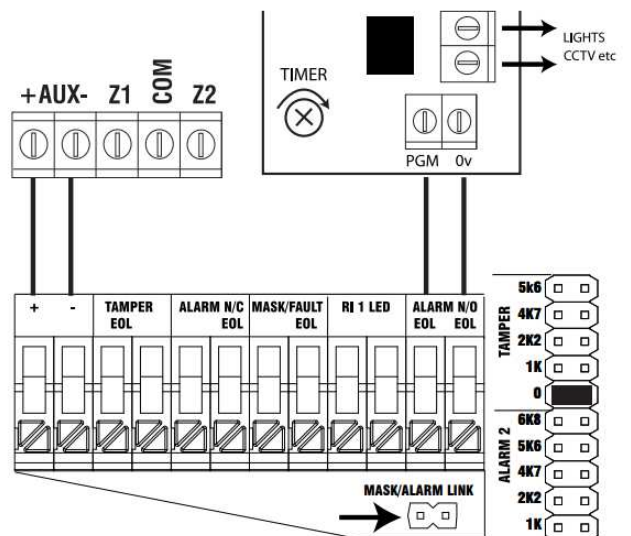 LIGHTS
CCTV etc
TIMER
+AUX- Z1 COM Z2
PGM 0v
+ - TAMPER EOL ALARM N/C EOL MASK/FAULT EOL RI 1 LED ALARM N/O EOL EOL
TAMPER
5k6
4K7
2K2
1K
0
ALARM 2
6K8
5K6
4K7
2K2
1K
MASK/ALARM LINK